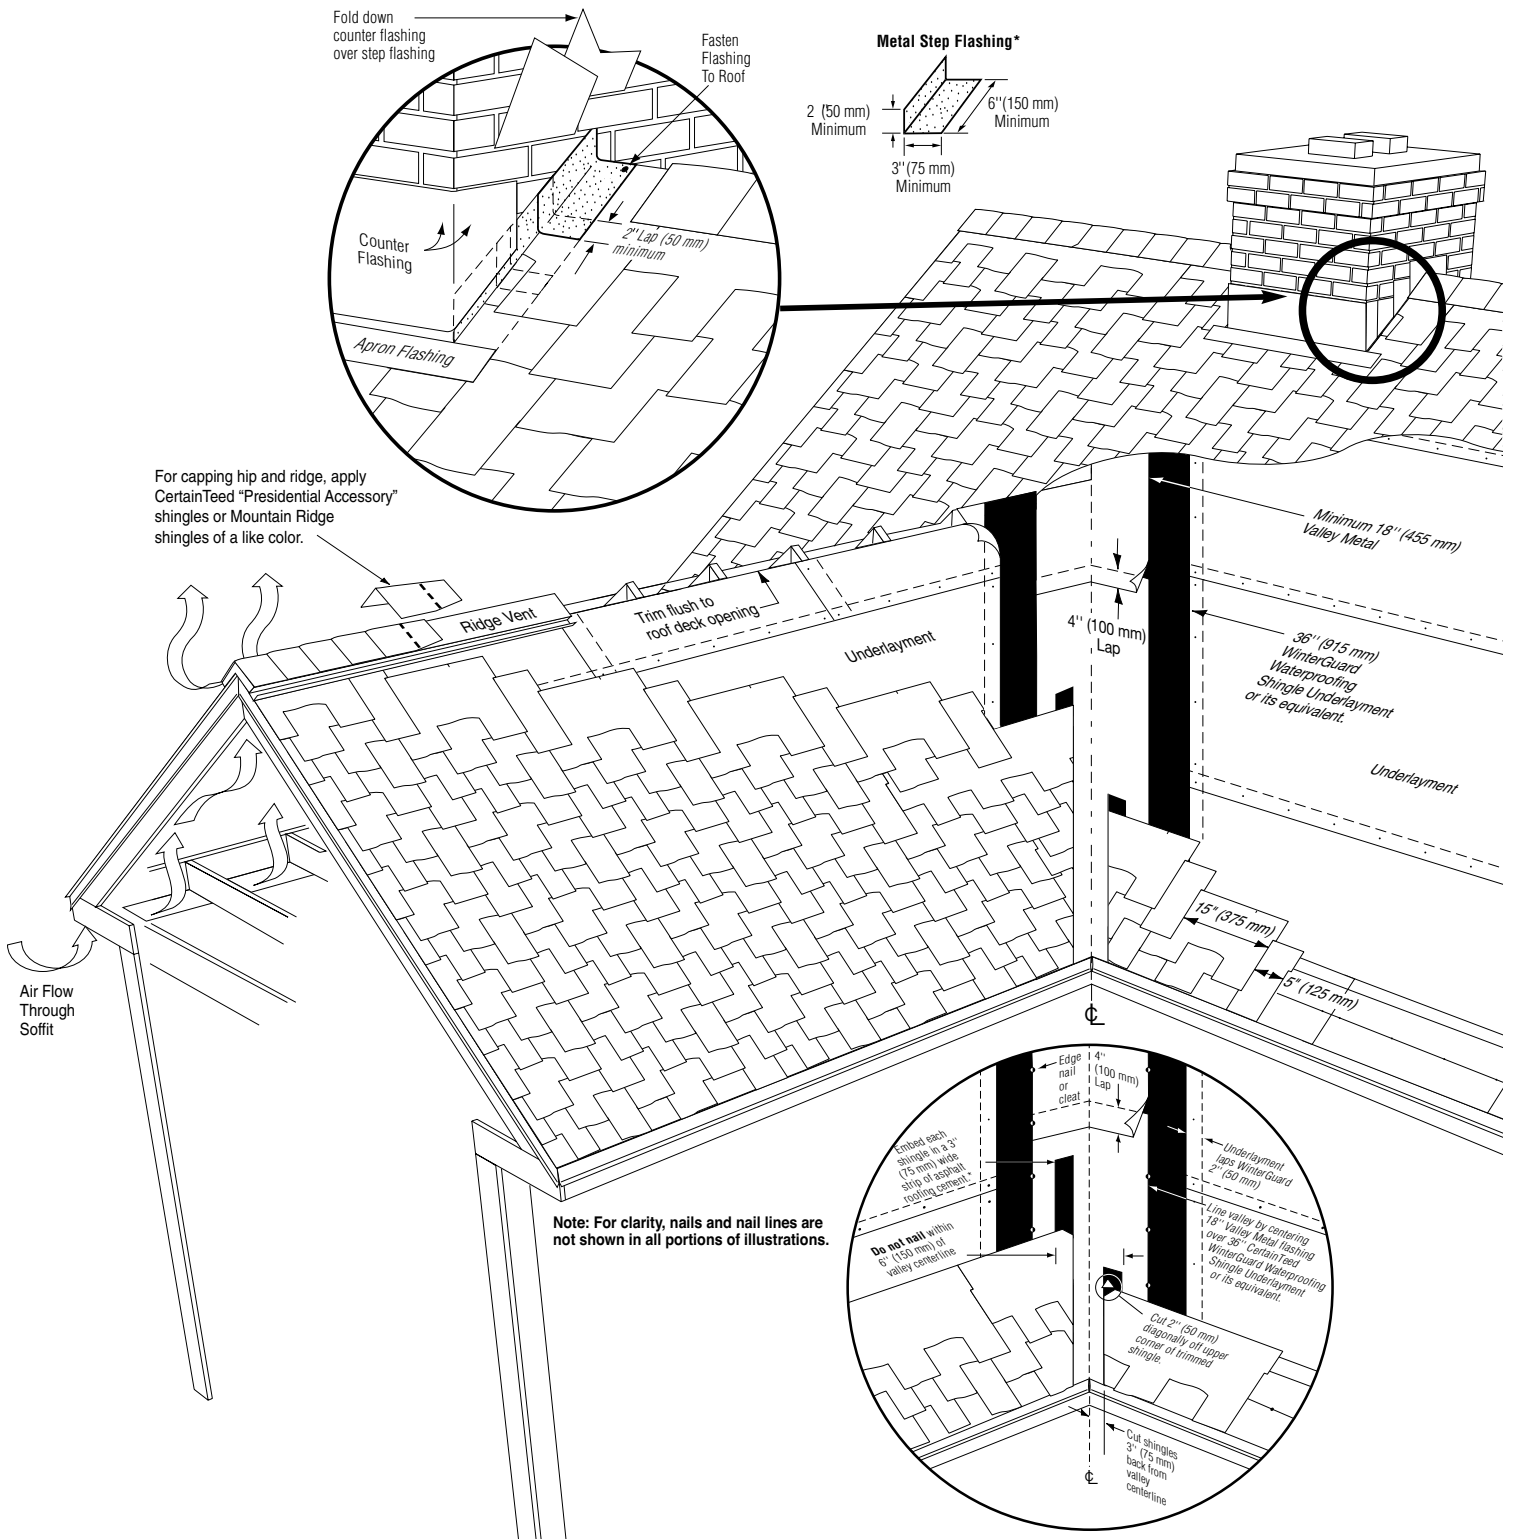 Fold down
counter flashing
over step flashing
Fasten
Flashing
To Roof
Metal Step Flashing*
2 (50 mm)
Minimum
6'' (150 mm)
Minimum
3'' (75 mm)
Minimum
Counter
Flashing
2'' Lap (50 mm)
minimum
Apron Flashing
For capping hip and ridge, apply
CertainTeed “Presidential Accessory”
shingles or Mountain Ridge
shingles of a like color.
Ridge Vent
Trim flush to
roof deck opening
Underlayment
4'' (100 mm)
Lap
Minimum 18'' (455 mm)
Valley Metal
36'' (915 mm)
WinterGuard
Waterproofing
Shingle Underlayment
or its equivalent.
Underlayment
15" (375 mm)
5" (125 mm)
Air Flow
Through
Soffit
℄
Note: For clarity, nails and nail lines are
not shown in all portions of illustrations.
Edge
nail
or
cleat
4''
(100 mm)
Lap
Embed each
shingle in a 3''
(75 mm) wide
strip of asphalt
roofing cement.*
Do not nail within
6'' (150 mm) of
valley centerline
Underlayment
laps WinterGuard
2'' (50 mm)
Line valley by centering
18'' Valley Metal flashing
over 36'' CertainTeed
WinterGuard Waterproofing
Shingle Underlayment
or its equivalent.
Cut 2'' (50 mm)
diagonally off upper
corner of trimmed
shingle.
Cut shingles
3'' (75 mm)
back from
valley
centerline
℄